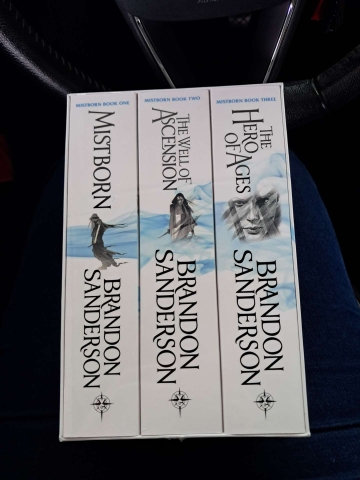 MISTBORN BOOK ONE
MISTBORN
BRANDON
SANDERSON
MISTBORN BOOK TWO
THE WELL OF
ASCENSION
BRANDON
SANDERSON
MISTBORN BOOK THREE
THE
HERO
OF AGES
BRANDON
SANDERSON